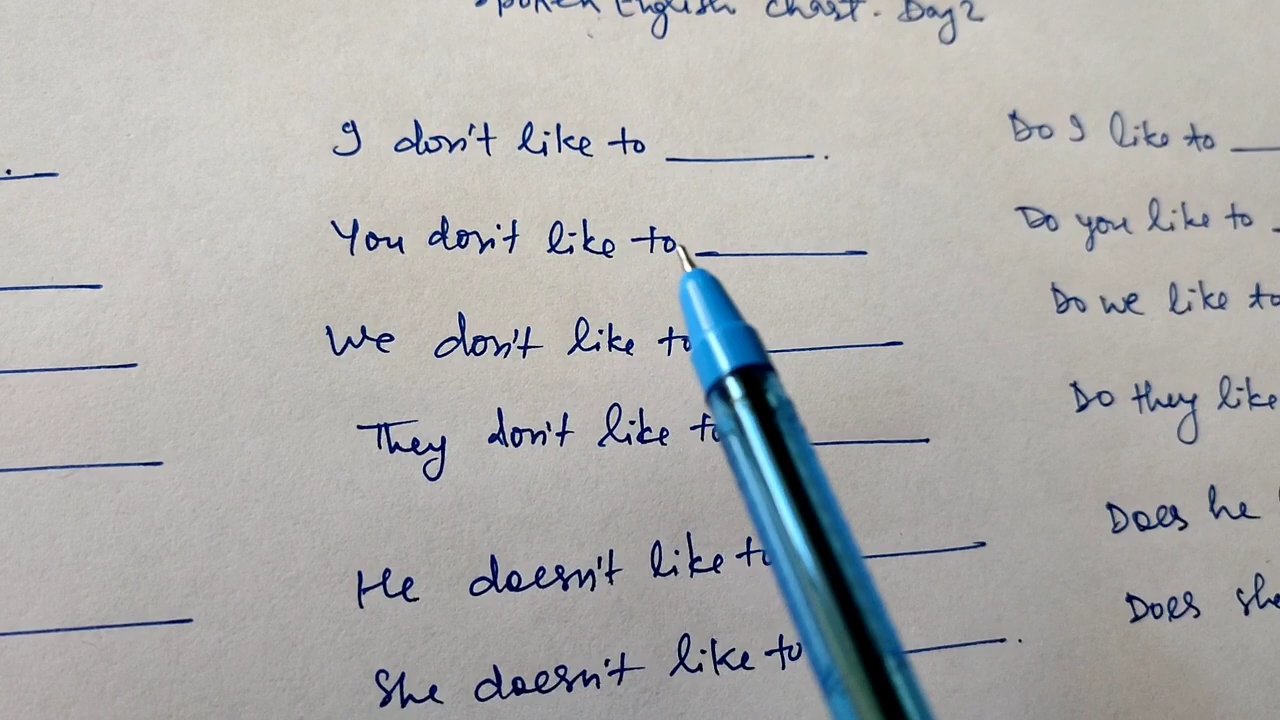 Spoken English Chart. Day 2
I don't like to ______.
You don't like to ______
We don't like to ______
They don't like to ______
He doesn't like to ______
She doesn't like to ______.
Do I like to ___
Do you like to
Do we like to
Do they like
Does he
Does she